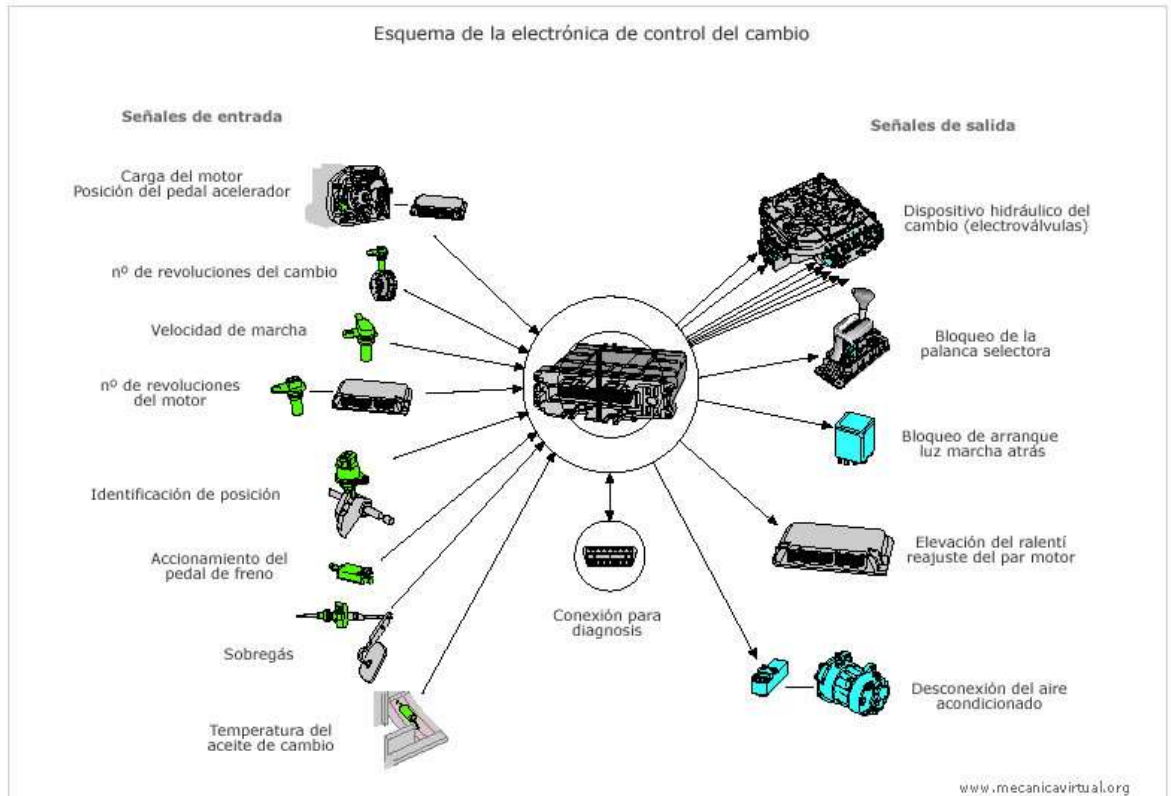 Esquema de la electrónica de control del cambio
Señales de entrada
Carga del motor
Posición del pedal acelerador
nº de revoluciones del cambio
Velocidad de marcha
nº de revoluciones
del motor
Identificación de posición
Accionamiento del
pedal de freno
Sobregás
Temperatura del
aceite de cambio
Conexión para
diagnosis
Señales de salida
Dispositivo hidráulico del
cambio (electroválvulas)
Bloqueo de la
palanca selectora
Bloqueo de arranque
luz marcha atrás
Elevación del ralentí
reajuste del par motor
Desconexión del aire
acondicionado
www.mecanicavirtual.org